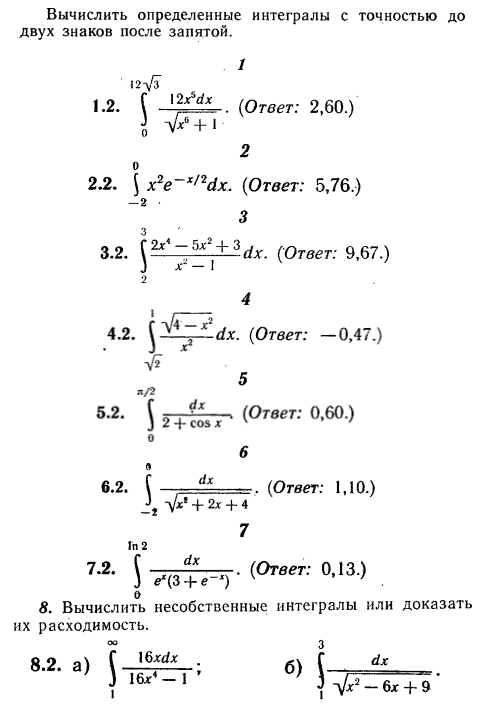 Вычислить определенные интегралы с точностью до
двух знаков после запятой.
1
1.2. \int_{0}^{12\sqrt{3}} \frac{12x^5dx}{\sqrt{x^6+1}}. (Ответ: 2,60.)
2
2.2. \int_{-2}^{0} x^2e^{-x/2}dx. (Ответ: 5,76.)
3
3.2. \int_{2}^{3} \frac{2x^4-5x^2+3}{x^2-1}dx. (Ответ: 9,67.)
4
4.2. \int_{\sqrt{2}}^{1} \frac{\sqrt{4-x^2}}{x^2}dx. (Ответ: −0,47.)
5
5.2. \int_{0}^{π/2} \frac{dx}{2+cos x}. (Ответ: 0,60.)
6
6.2. \int_{-2}^{0} \frac{dx}{\sqrt{x^2+2x+4}}. (Ответ: 1,10.)
7
7.2. \int_{0}^{ln 2} \frac{dx}{e^x(3+e^{-x})}. (Ответ: 0,13.)
8. Вычислить несобственные интегралы или доказать
их расходимость.
8.2. а) \int_{1}^{∞} \frac{16xdx}{16x^4-1}; б) \int_{1}^{3} \frac{dx}{\sqrt{x^2-6x+9}}.